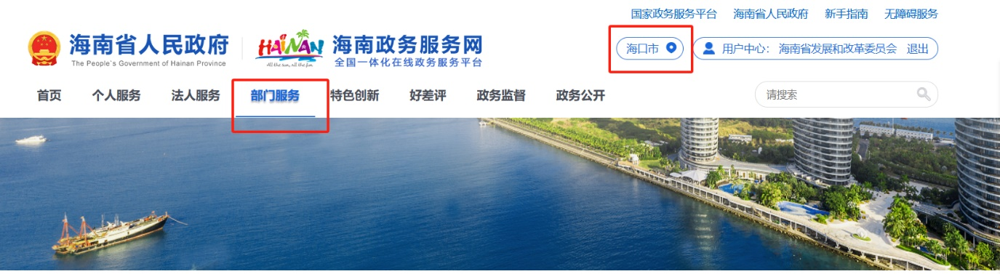 国家政务服务平台 海南省人民政府 新手指南 无障碍服务
海南省人民政府
The People's Government of Hainan Province
HAINAN
All the sun, all the fun
海南政务服务网
全国一体化在线政务服务平台
海口市
用户中心： 海南省发展和改革委员会 退出
首页 个人服务 法人服务 部门服务 特色创新 好差评 政务监督 政务公开
请搜索